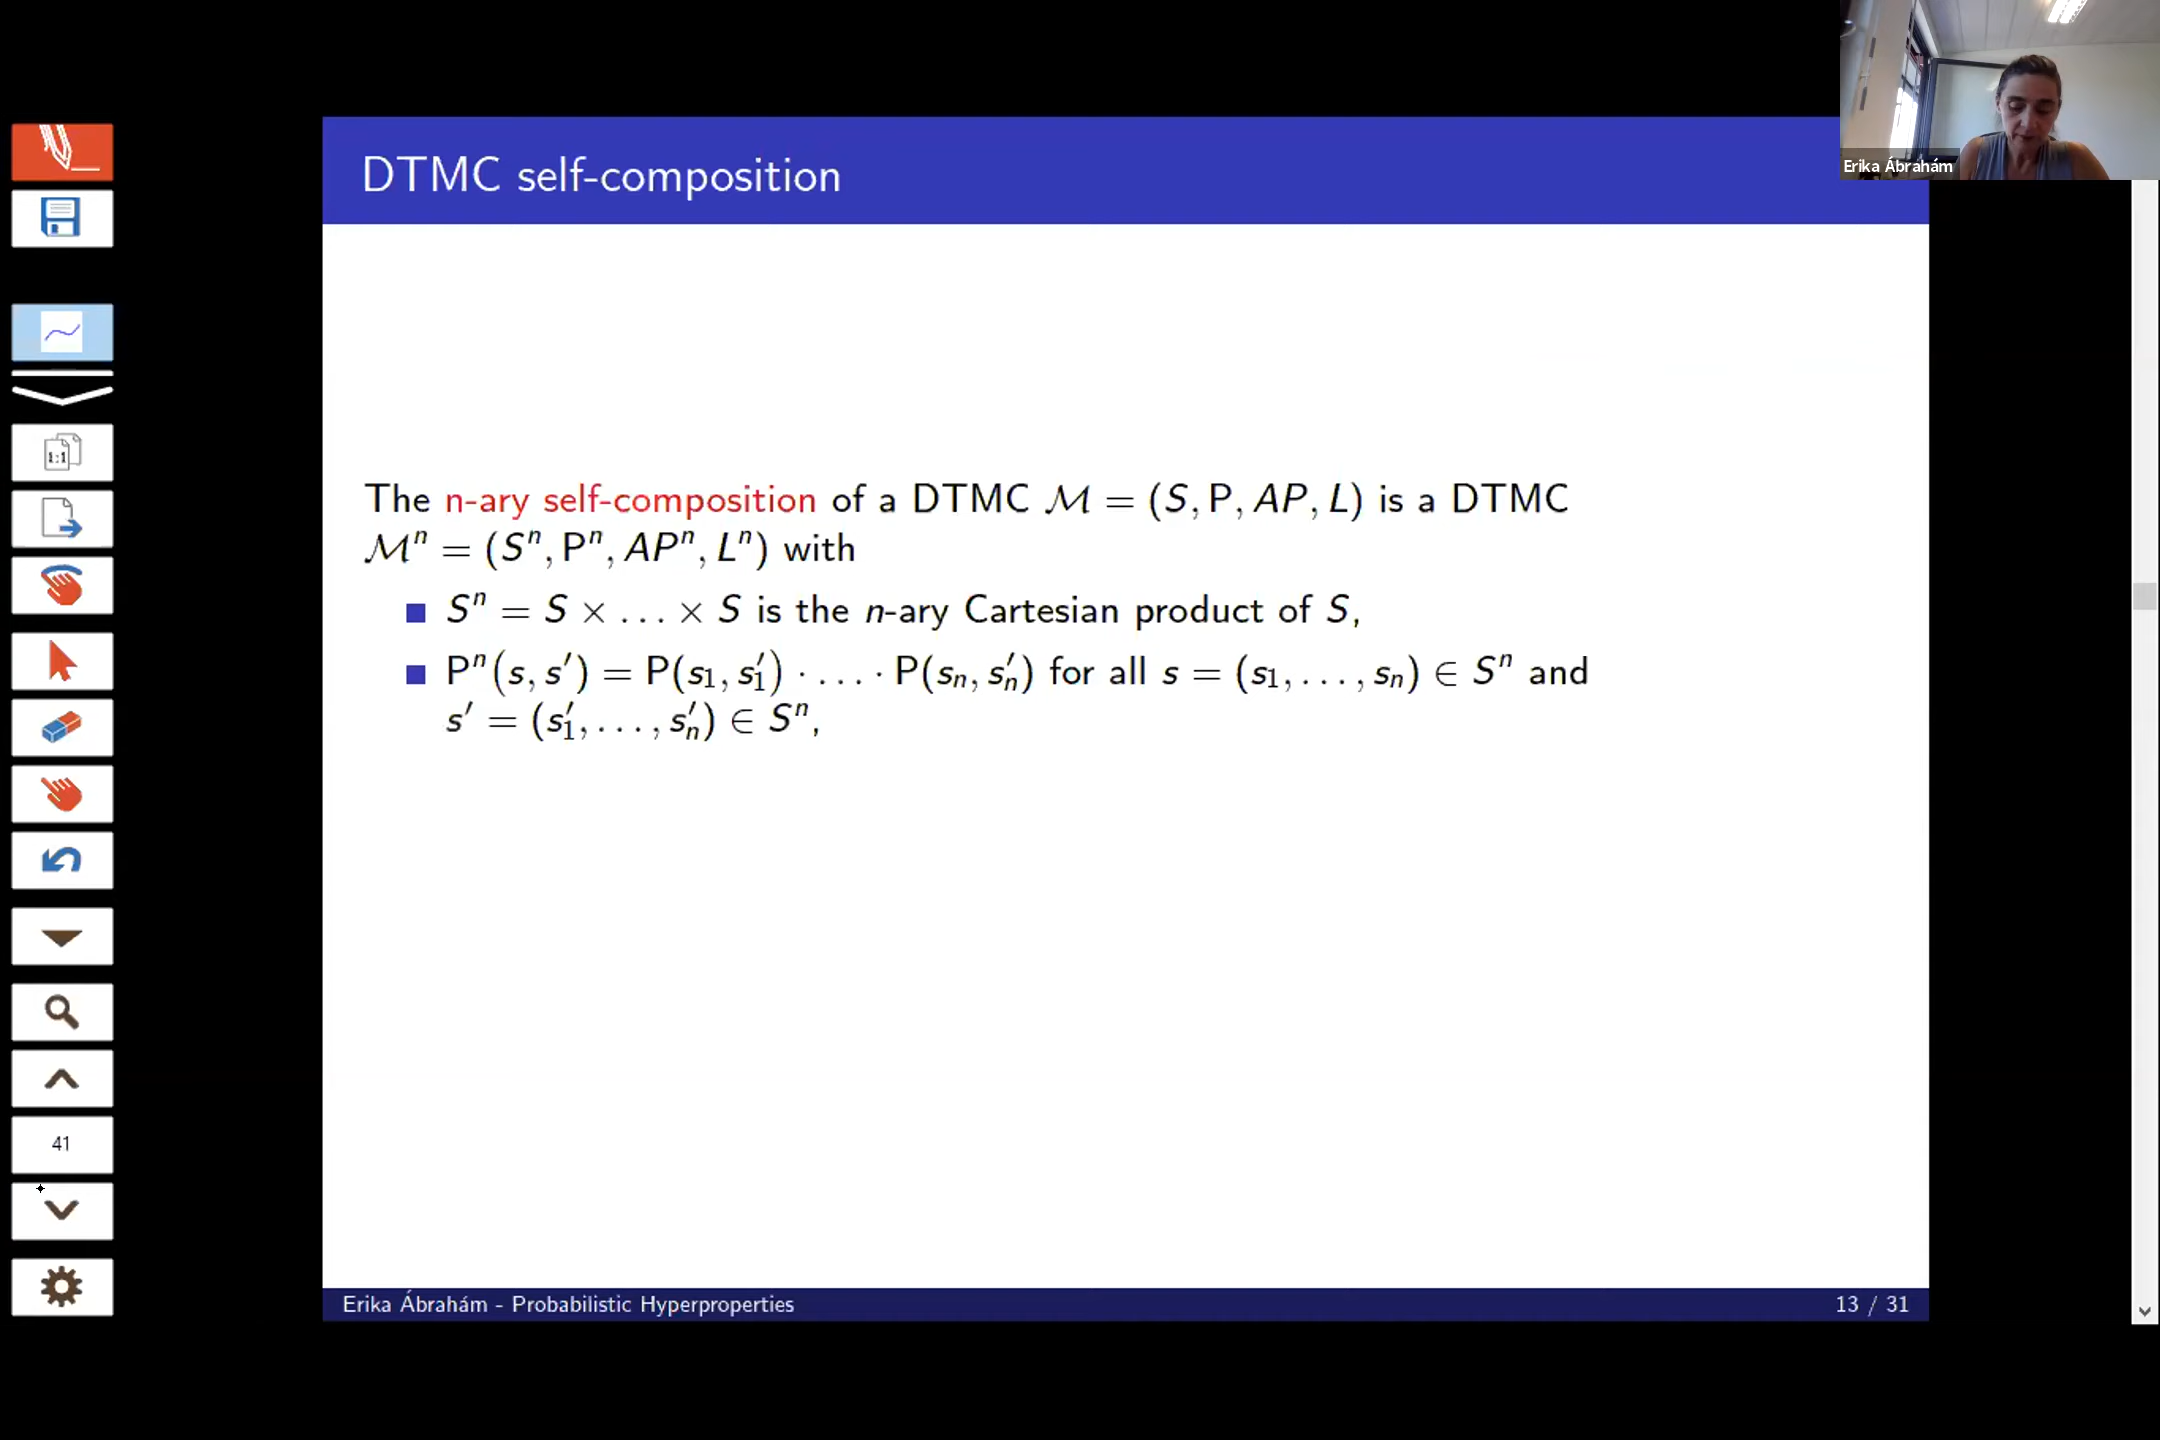 DTMC self-composition
Erika Ábrahám
The n-ary self-composition of a DTMC ℳ = (S, P, AP, L) is a DTMC
ℳⁿ = (Sⁿ, Pⁿ, APⁿ, Lⁿ) with
■ Sⁿ = S × … × S is the n-ary Cartesian product of S,
■ Pⁿ(s, s′) = P(s₁, s′₁) · … · P(sₙ, s′ₙ) for all s = (s₁, …, sₙ) ∈ Sⁿ and
s′ = (s′₁, …, s′ₙ) ∈ Sⁿ,
1:1
41
Erika Ábrahám - Probabilistic Hyperproperties
13 / 31